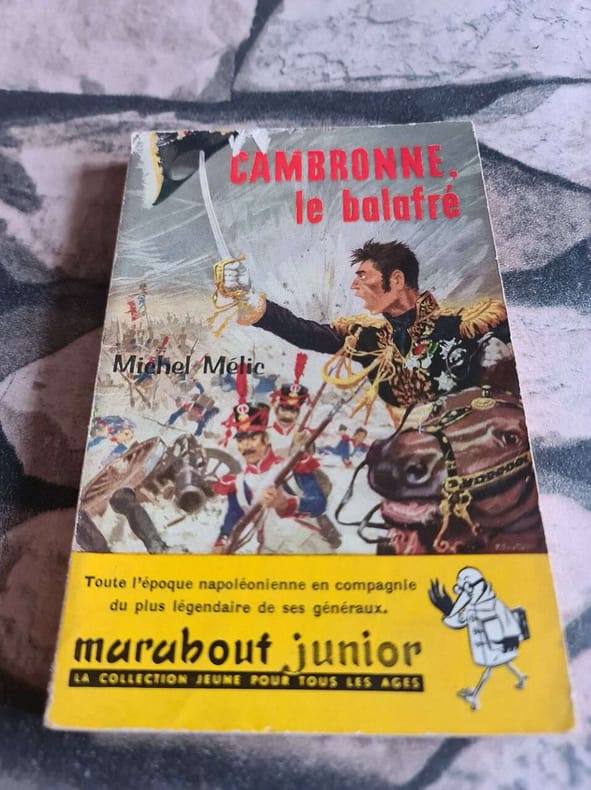 CAMBRONNE,
le balafré
Michel Mélic
Toute l'époque napoléonienne en compagnie
du plus légendaire de ses généraux.
marabout junior
LA COLLECTION JEUNE POUR TOUS LES AGES